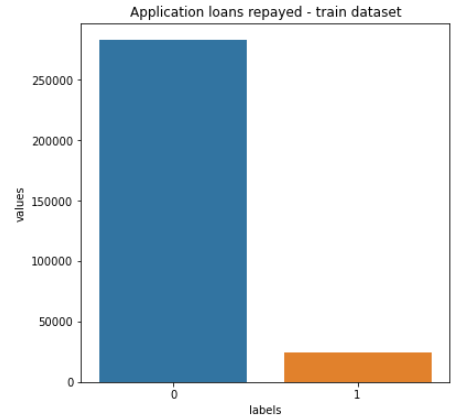 Application loans repayed - train dataset
250000
200000
150000
100000
50000
0
values
0 1
labels